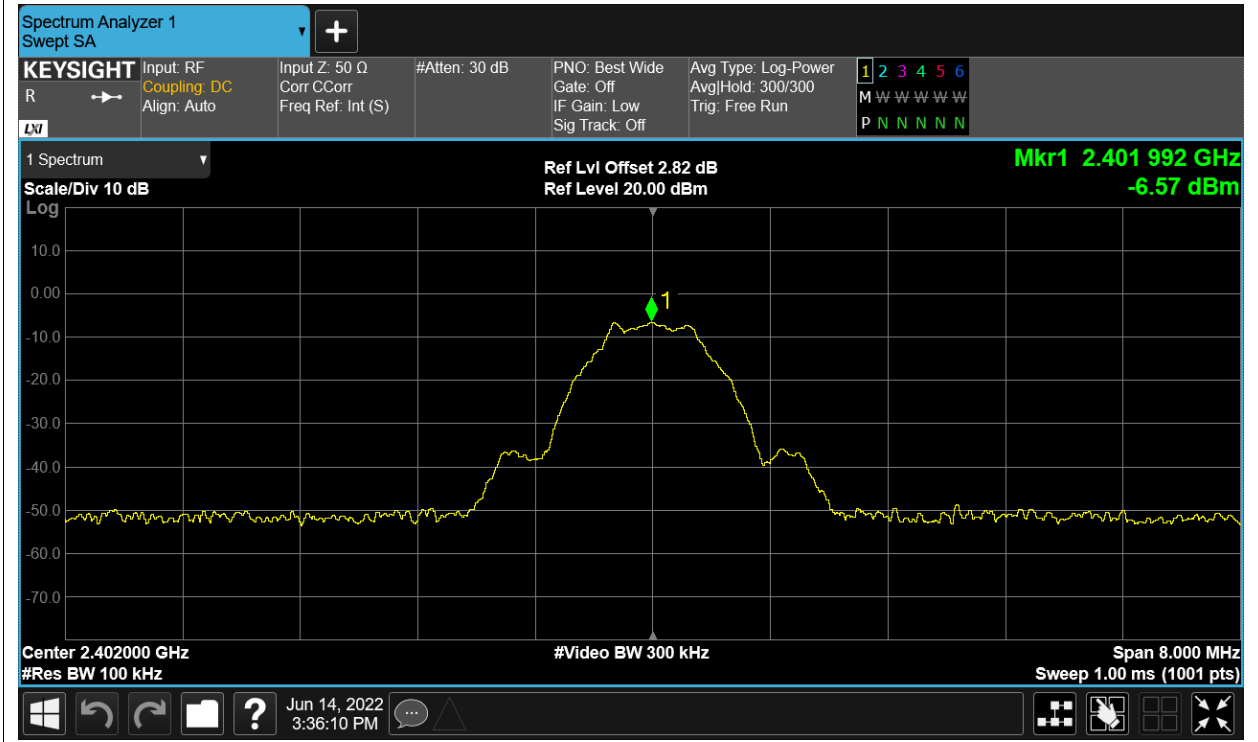 Spectrum Analyzer 1
Swept SA
▼
+
KEYSIGHT
R
LXI
Input: RF
Coupling: DC
Align: Auto
Input Z: 50 Ω
Corr CCorr
Freq Ref: Int (S)
#Atten: 30 dB
PNO: Best Wide
Gate: Off
IF Gain: Low
Sig Track: Off
Avg Type: Log-Power
Avg|Hold: 300/300
Trig: Free Run
1 2 3 4 5 6
M W W W W W W
P N N N N N N
1 Spectrum ▼
Scale/Div 10 dB
Log
Ref Lvl Offset 2.82 dB
Ref Level 20.00 dBm
Mkr1 2.401 992 GHz
-6.57 dBm
10.0
0.00
-10.0
-20.0
-30.0
-40.0
-50.0
-60.0
-70.0
1
Center 2.402000 GHz
#Res BW 100 kHz
#Video BW 300 kHz
Span 8.000 MHz
Sweep 1.00 ms (1001 pts)
?
Jun 14, 2022
3:36:10 PM